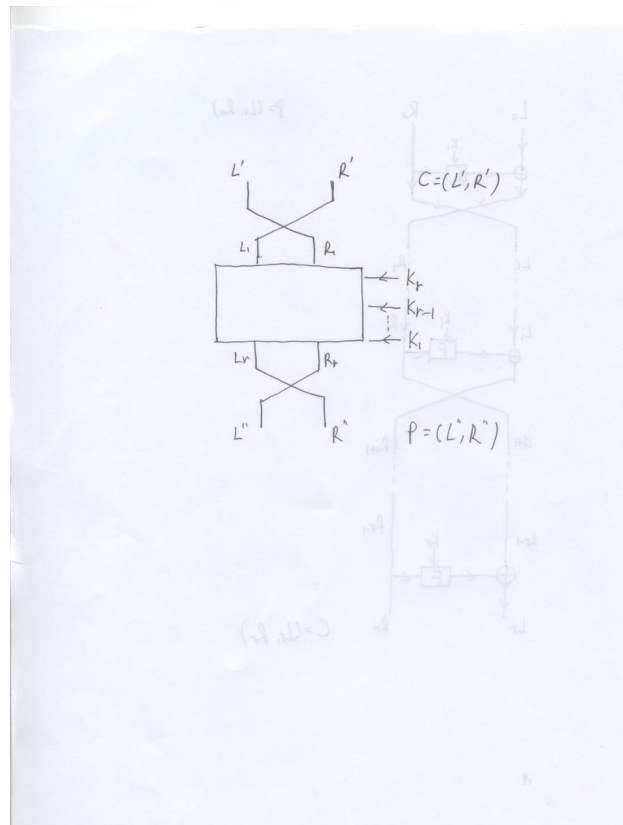 L' R' C=(L', R')
L₁ R₁
Kᵣ
Kᵣ₋₁
K₁
Lᵣ Rᵣ
L" R" P=(L", R")